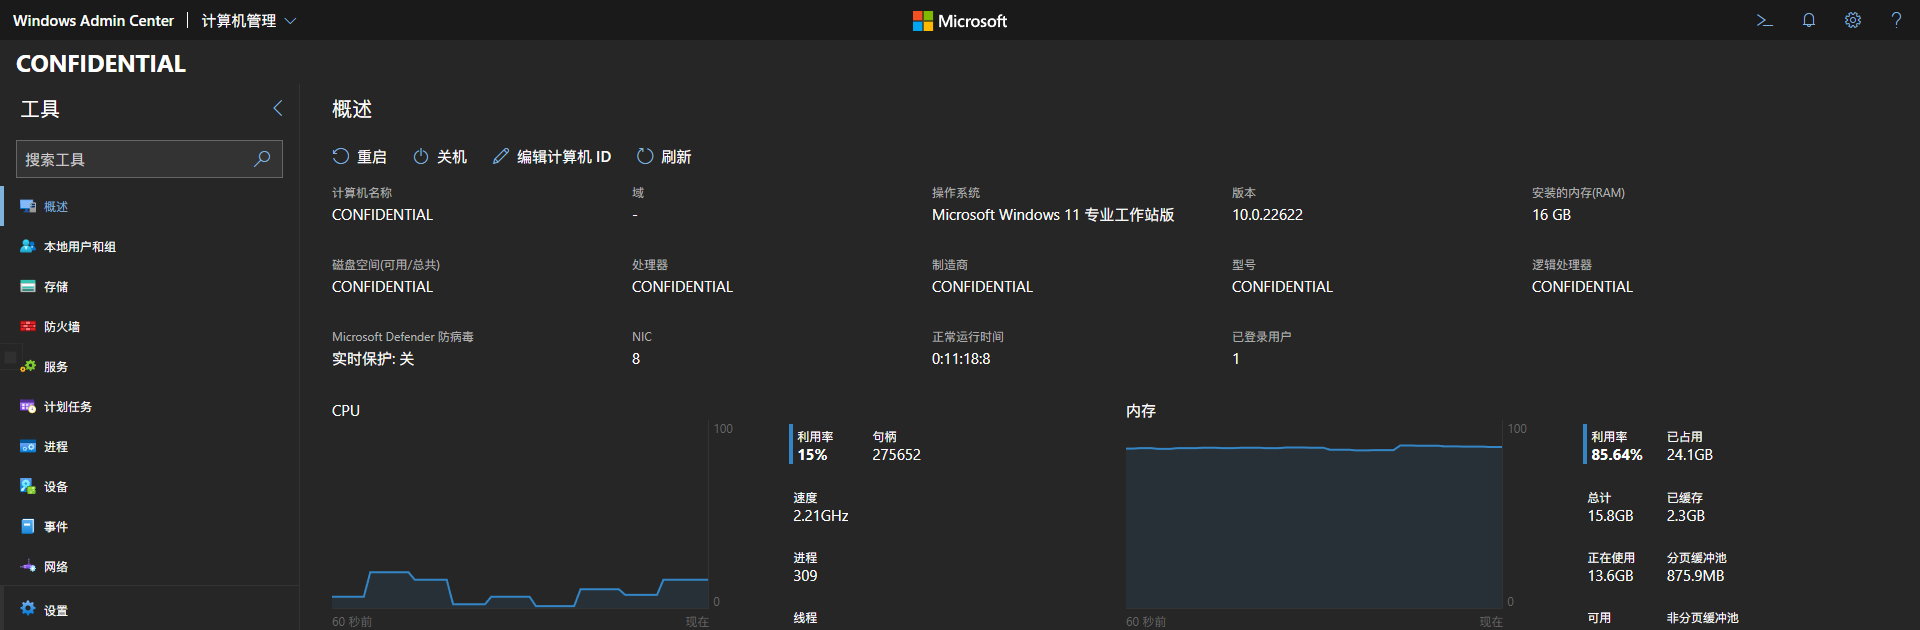 Windows Admin Center | 计算机管理
Microsoft
CONFIDENTIAL
工具
搜索工具
概述
本地用户和组
存储
防火墙
服务
计划任务
进程
设备
事件
网络
设置
概述
重启 关机 编辑计算机 ID 刷新
计算机名称 域 操作系统 版本 安装的内存(RAM)
CONFIDENTIAL - Microsoft Windows 11 专业工作站版 10.0.22622 16 GB
磁盘空间(可用/总共) 处理器 制造商 型号 逻辑处理器
CONFIDENTIAL CONFIDENTIAL CONFIDENTIAL CONFIDENTIAL CONFIDENTIAL
Microsoft Defender 防病毒 NIC 正常运行时间 已登录用户
实时保护: 关 8 0:11:18:8 1
CPU
100
0
60 秒前 现在
利用率 句柄
15% 275652
速度
2.21GHz
进程
309
线程
内存
100
0
60 秒前 现在
利用率 已占用
85.64% 24.1GB
总计 已缓存
15.8GB 2.3GB
正在使用 分页缓冲池
13.6GB 875.9MB
可用 非分页缓冲池